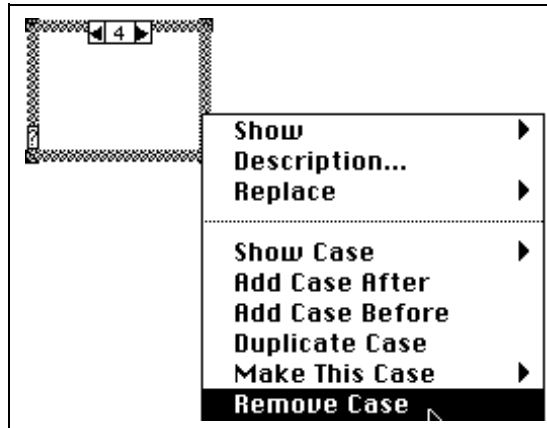 4
?
Show
Description...
Replace
Show Case
Add Case After
Add Case Before
Duplicate Case
Make This Case
Remove Case